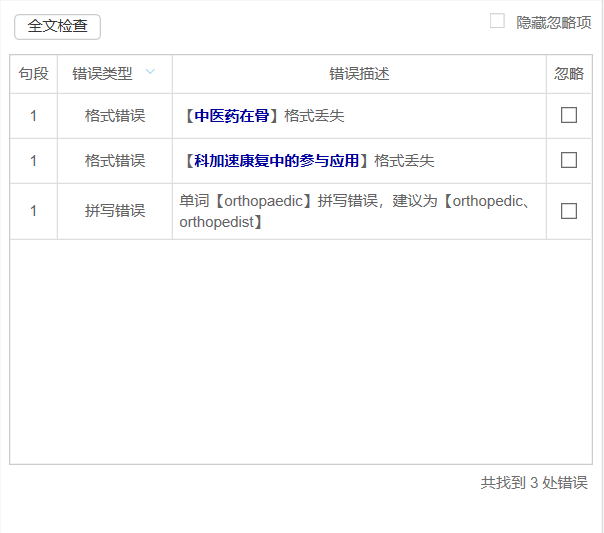 全文检查
隐藏忽略项
句段 错误类型 错误描述 忽略
1 格式错误 【中医药在骨】格式丢失
1 格式错误 【科加速康复中的参与应用】格式丢失
1 拼写错误 单词【orthopaedic】拼写错误，建议为【orthopedic、
orthopedist】
共找到 3 处错误